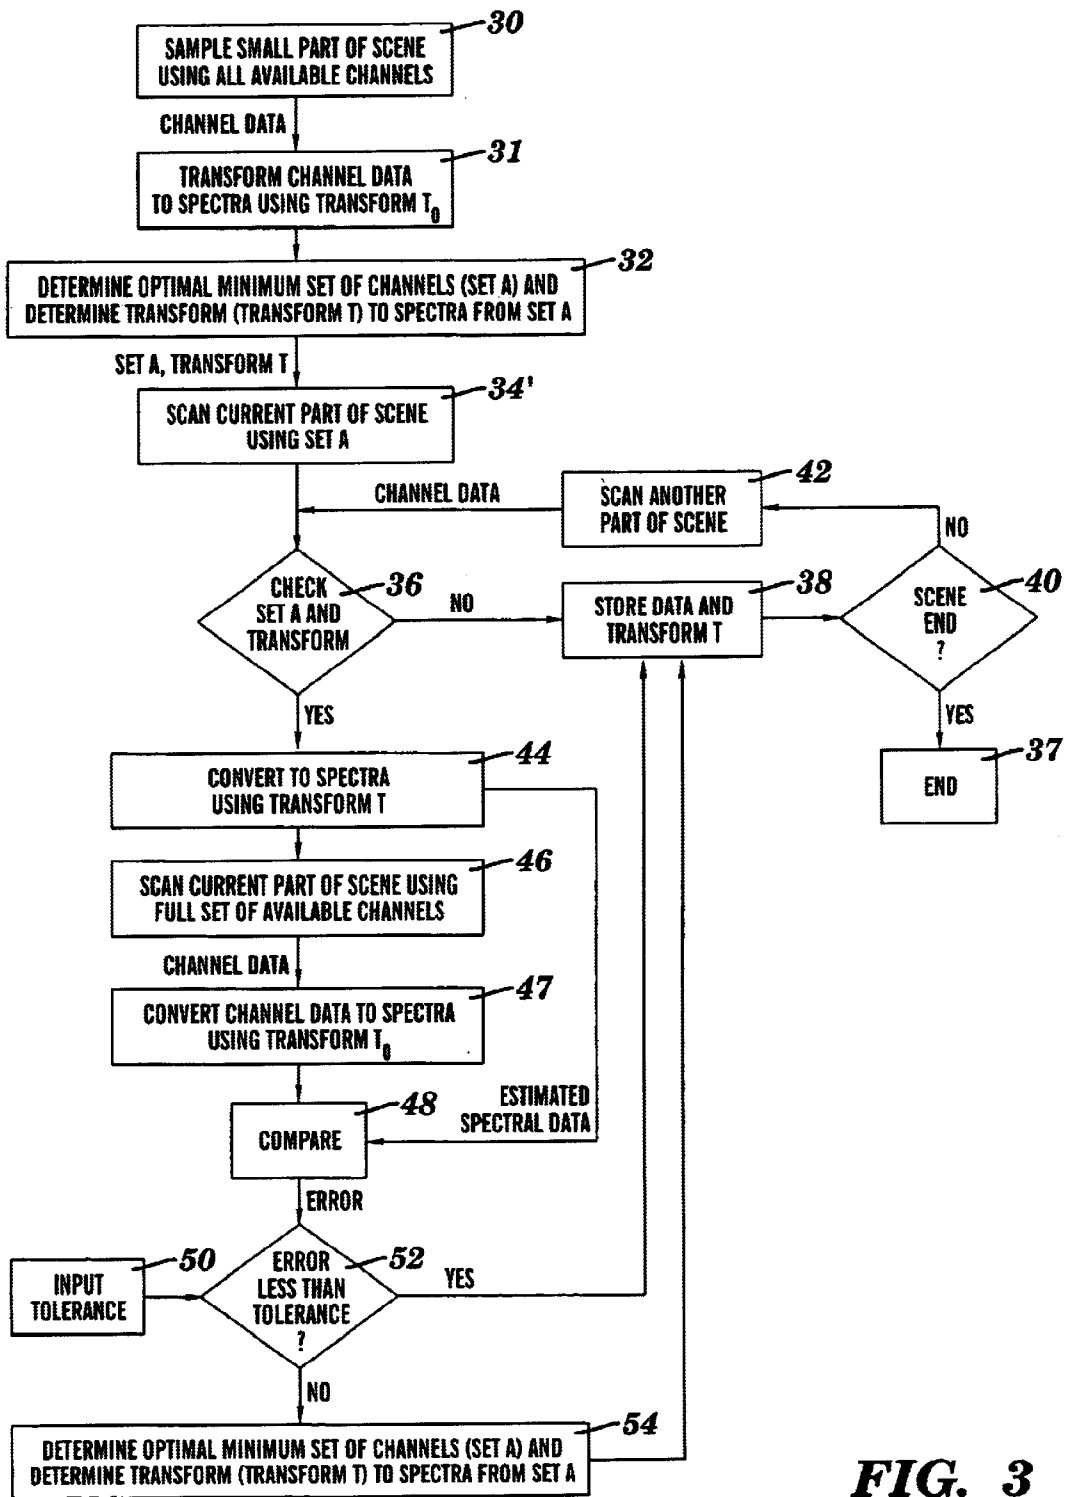 30
SAMPLE SMALL PART OF SCENE
USING ALL AVAILABLE CHANNELS
CHANNEL DATA
31
TRANSFORM CHANNEL DATA
TO SPECTRA USING TRANSFORM T0
32
DETERMINE OPTIMAL MINIMUM SET OF CHANNELS (SET A) AND
DETERMINE TRANSFORM (TRANSFORM T) TO SPECTRA FROM SET A
SET A, TRANSFORM T
34'
SCAN CURRENT PART OF SCENE
USING SET A
42
SCAN ANOTHER
PART OF SCENE
CHANNEL DATA
NO
36
CHECK
SET A AND
TRANSFORM
NO
38
STORE DATA AND
TRANSFORM T
40
SCENE
END
?
YES
YES
37
END
44
CONVERT TO SPECTRA
USING TRANSFORM T
46
SCAN CURRENT PART OF SCENE USING
FULL SET OF AVAILABLE CHANNELS
CHANNEL DATA
47
CONVERT CHANNEL DATA TO SPECTRA
USING TRANSFORM T0
48
COMPARE
ESTIMATED
SPECTRAL DATA
ERROR
50
INPUT
TOLERANCE
52
ERROR
LESS THAN
TOLERANCE
?
YES
NO
54
DETERMINE OPTIMAL MINIMUM SET OF CHANNELS (SET A) AND
DETERMINE TRANSFORM (TRANSFORM T) TO SPECTRA FROM SET A
FIG. 3